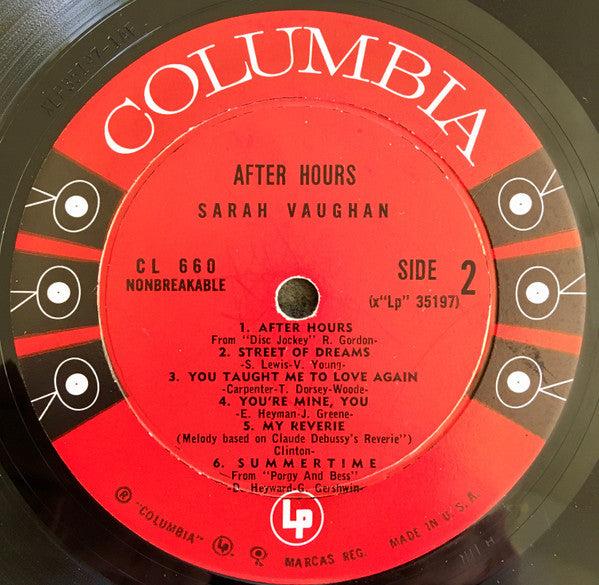 COLUMBIA
AFTER HOURS
SARAH VAUGHAN
CL 660
NONBREAKABLE
SIDE 2
(x"Lp" 35197)
1. AFTER HOURS
From "Disc Jockey" R. Gordon-
2. STREET OF DREAMS
-S. Lewis-V. Young-
3. YOU TAUGHT ME TO LOVE AGAIN
-Carpenter-T. Dorsey-Woode-
4. YOU'RE MINE, YOU
-E. Heyman-J. Greene-
5. MY REVERIE
(Melody based on Claude Debussy's Reverie")
Clinton-
6. SUMMERTIME
From "Porgy And Bess"
-D. Heyward-G. Gershwin-
Lp
® "COLUMBIA" MARCAS REG. MADE IN U.S.A.